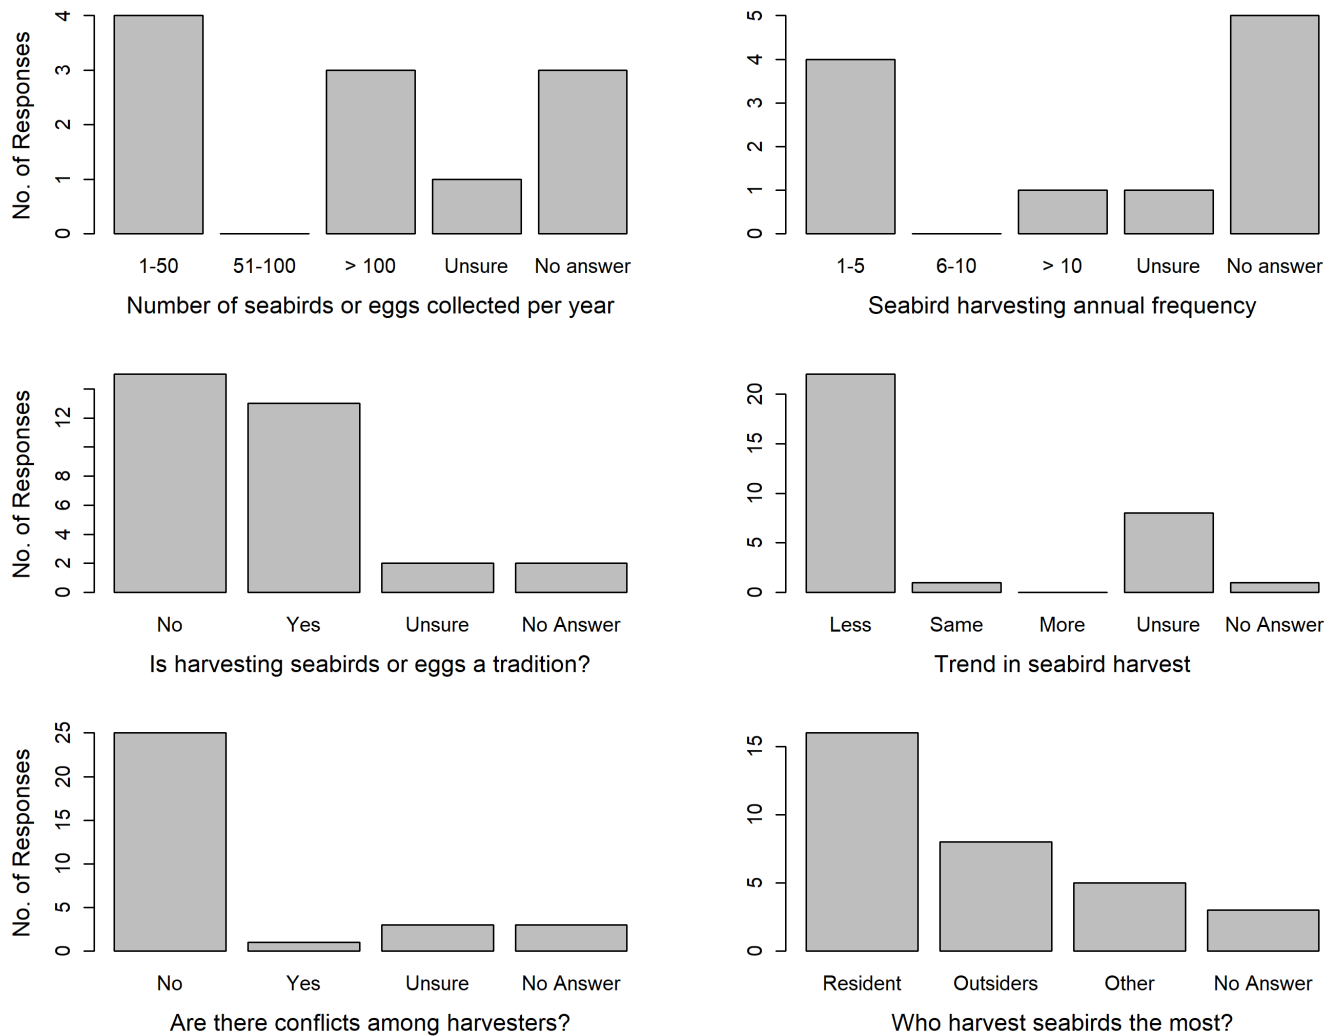 No. of Responses
0 1 2 3 4
1-50 51-100 > 100 Unsure No answer
Number of seabirds or eggs collected per year
0 1 2 3 4 5
1-5 6-10 > 10 Unsure No answer
Seabird harvesting annual frequency
No. of Responses
0 2 4 6 8 12
No Yes Unsure No Answer
Is harvesting seabirds or eggs a tradition?
0 5 10 15 20
Less Same More Unsure No Answer
Trend in seabird harvest
No. of Responses
0 5 10 15 20 25
No Yes Unsure No Answer
Are there conflicts among harvesters?
0 5 10 15
Resident Outsiders Other No Answer
Who harvest seabirds the most?